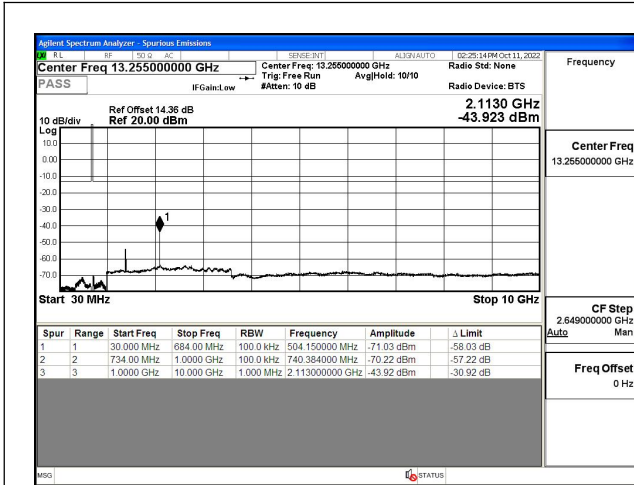 Agilent Spectrum Analyzer - Spurious Emissions
RL RF 50 Ω AC SENSE:INT ALIGN AUTO 02:25:14 PM Oct 11, 2022
Center Freq 13.255000000 GHz
Center Freq: 13.255000000 GHz
Radio Std: None
Trig: Free Run Avg|Hold: 10/10
PASS
IFGain:Low
#Atten: 10 dB
Radio Device: BTS
2.1130 GHz
-43.923 dBm
Ref Offset 14.36 dB
10 dB/div Ref 20.00 dBm
Log
10.0
0.00
-10.0
-20.0
-30.0
1
-40.0
-50.0
-60.0
-70.0
Start 30 MHz Stop 10 GHz
Spur Range Start Freq Stop Freq RBW Frequency Amplitude Δ Limit
1 1 30.000 MHz 684.00 MHz 100.0 kHz 504.150000 MHz -71.03 dBm -58.03 dB
2 2 734.00 MHz 1.0000 GHz 100.0 kHz 740.384000 MHz -70.22 dBm -57.22 dB
3 3 1.0000 GHz 10.000 GHz 1.000 MHz 2.113000000 GHz -43.92 dBm -30.92 dB
MSG STATUS
Frequency
Center Freq
13.255000000 GHz
CF Step
2.649000000 GHz
Auto Man
Freq Offset
0 Hz